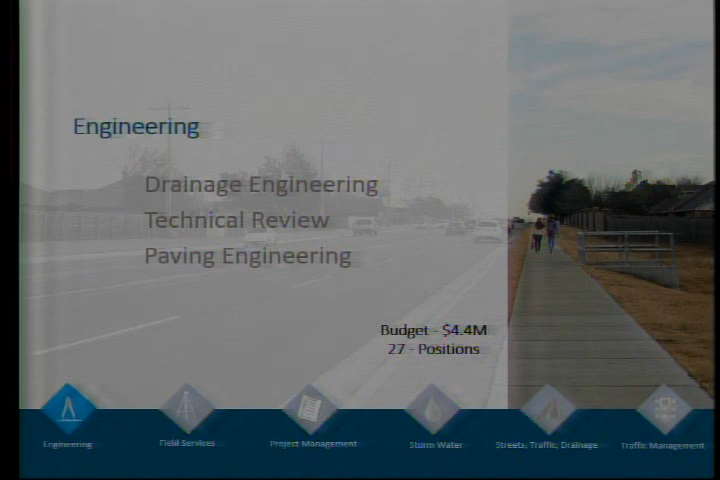 Engineering
Drainage Engineering
Technical Review
Paving Engineering
Budget - $4.4M
27 - Positions
Engineering
Field Services
Project Management
Storm Water
Streets, Traffic, Drainage
Traffic Management